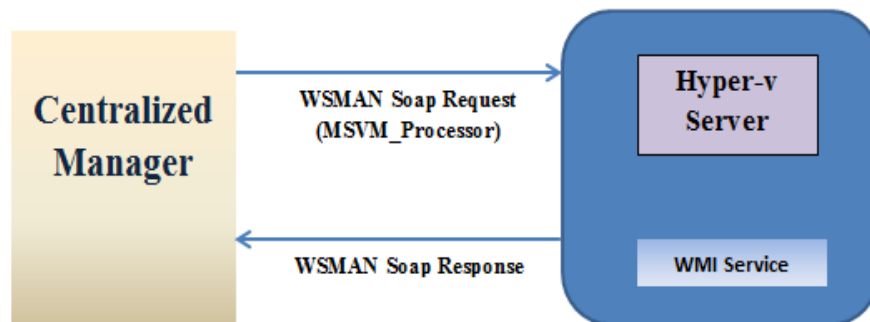 Centralized
Manager
WSMAN Soap Request
(MSVM_Processor)
WSMAN Soap Response
Hyper-v
Server
WMI Service